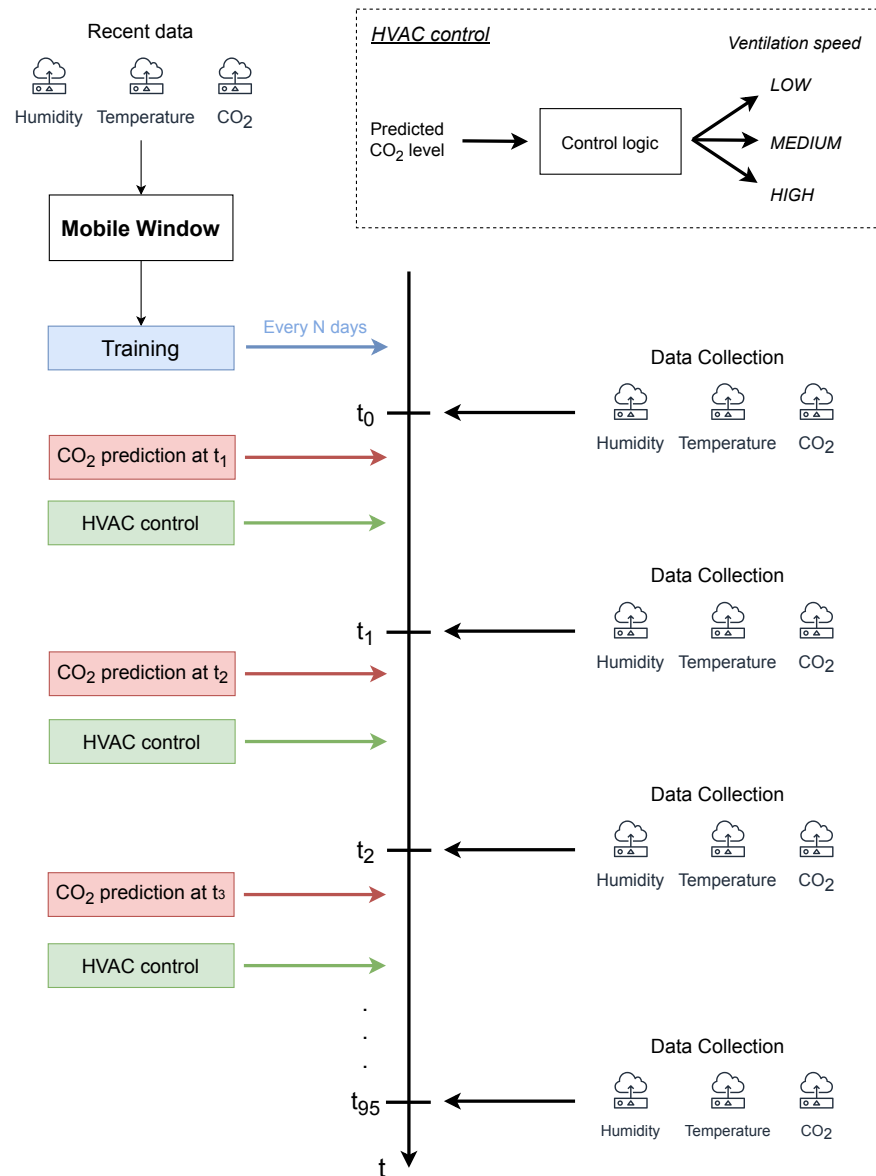 Recent data
Humidity Temperature CO2
Mobile Window
Training
Every N days
HVAC control
Ventilation speed
Predicted
CO2 level
Control logic
LOW
MEDIUM
HIGH
Data Collection
t0
Humidity Temperature CO2
CO2 prediction at t1
HVAC control
Data Collection
t1
Humidity Temperature CO2
CO2 prediction at t2
HVAC control
Data Collection
t2
Humidity Temperature CO2
CO2 prediction at t3
HVAC control
.
.
.
Data Collection
t95
Humidity Temperature CO2
t